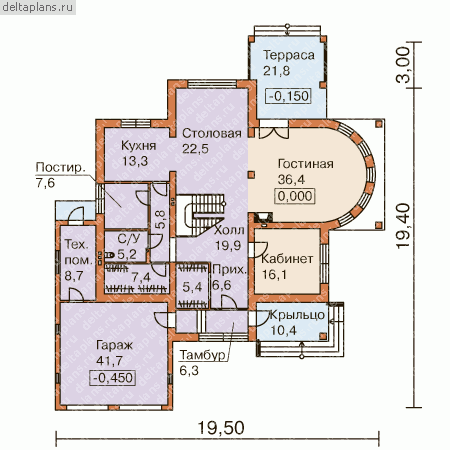 deltaplans.ru
Терраса
21,8
-0,150
3,00
Кухня
13,3
Столовая
22,5
Гостиная
36,4
0,000
Постир.
7,6
5,8
С/У
5,2
Холл
19,9
19,40
Тех.
пом.
8,7
7,4
Кабинет
16,1
5,4
Прих.
6,6
Крыльцо
10,4
Гараж
41,7
-0,450
Тамбур
6,3
19,50